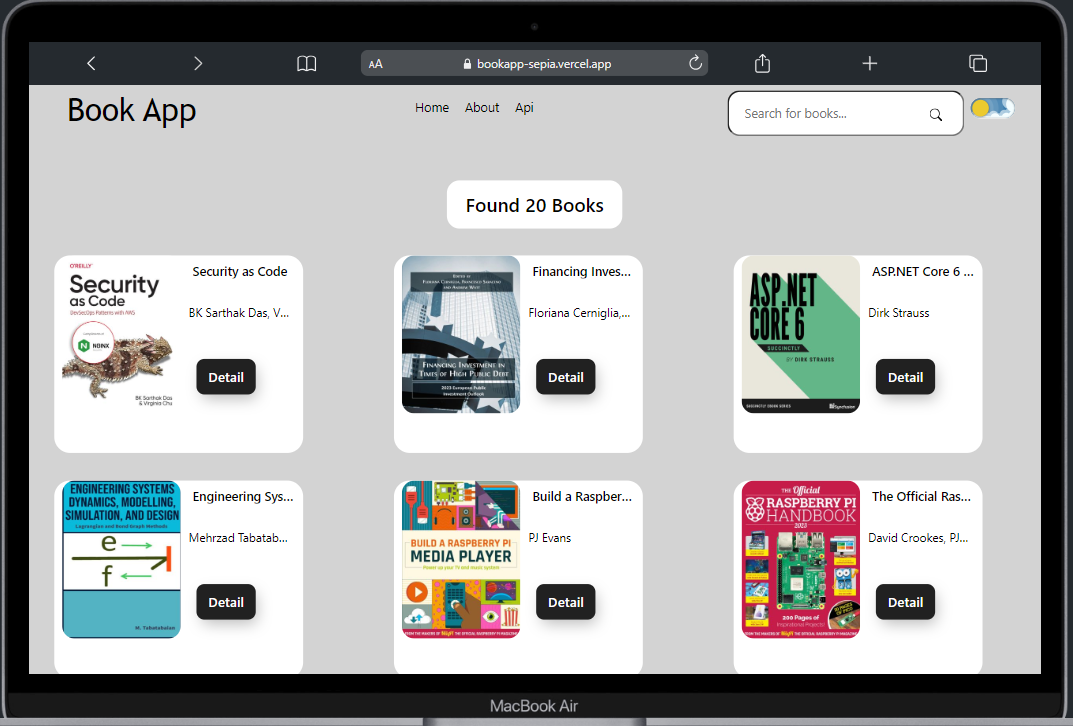 AA
bookapp-sepia.vercel.app
Book App
Home About Api
Search for books...
Found 20 Books
O'REILLY
Security
as Code
DevSecOps Patterns with AWS
NGINX
BK Sarthak Das
& Virginia Chu
Security as Code
BK Sarthak Das, V...
Detail
EDITED BY
FLORIANA CERNIGLIA, FRANCESCO SARACENO
AND ANDREW WATT
FINANCING INVESTMENT IN
TIMES OF HIGH PUBLIC DEBT
2023 European Public
Investment Outlook
Financing Inves...
Floriana Cerniglia,...
Detail
ASP.NET
CORE 6
SUCCINCTLY
BY DIRK STRAUSS
SUCCINCTLY EBOOK SERIES
Syncfusion
ASP.NET Core 6 ...
Dirk Strauss
Detail
ENGINEERING SYSTEMS
DYNAMICS, MODELLING,
SIMULATION, AND DESIGN
Lagrangian and Bond Graph Methods
e
f
M. Tabatabaian
Engineering Sys...
Mehrzad Tabatab...
Detail
BUILD A RASPBERRY PI
MEDIA PLAYER
Power up your TV and music system
FROM THE MAKERS OF THE OFFICIAL RASPBERRY PI MAGAZINE
Build a Raspber...
PJ Evans
Detail
THE Official
RASPBERRY PI
HANDBOOK
2023
200 Pages of
Inspirational Projects!
FROM THE MAKERS OF THE OFFICIAL RASPBERRY PI MAGAZINE
The Official Ras...
David Crookes, PJ...
Detail
MacBook Air